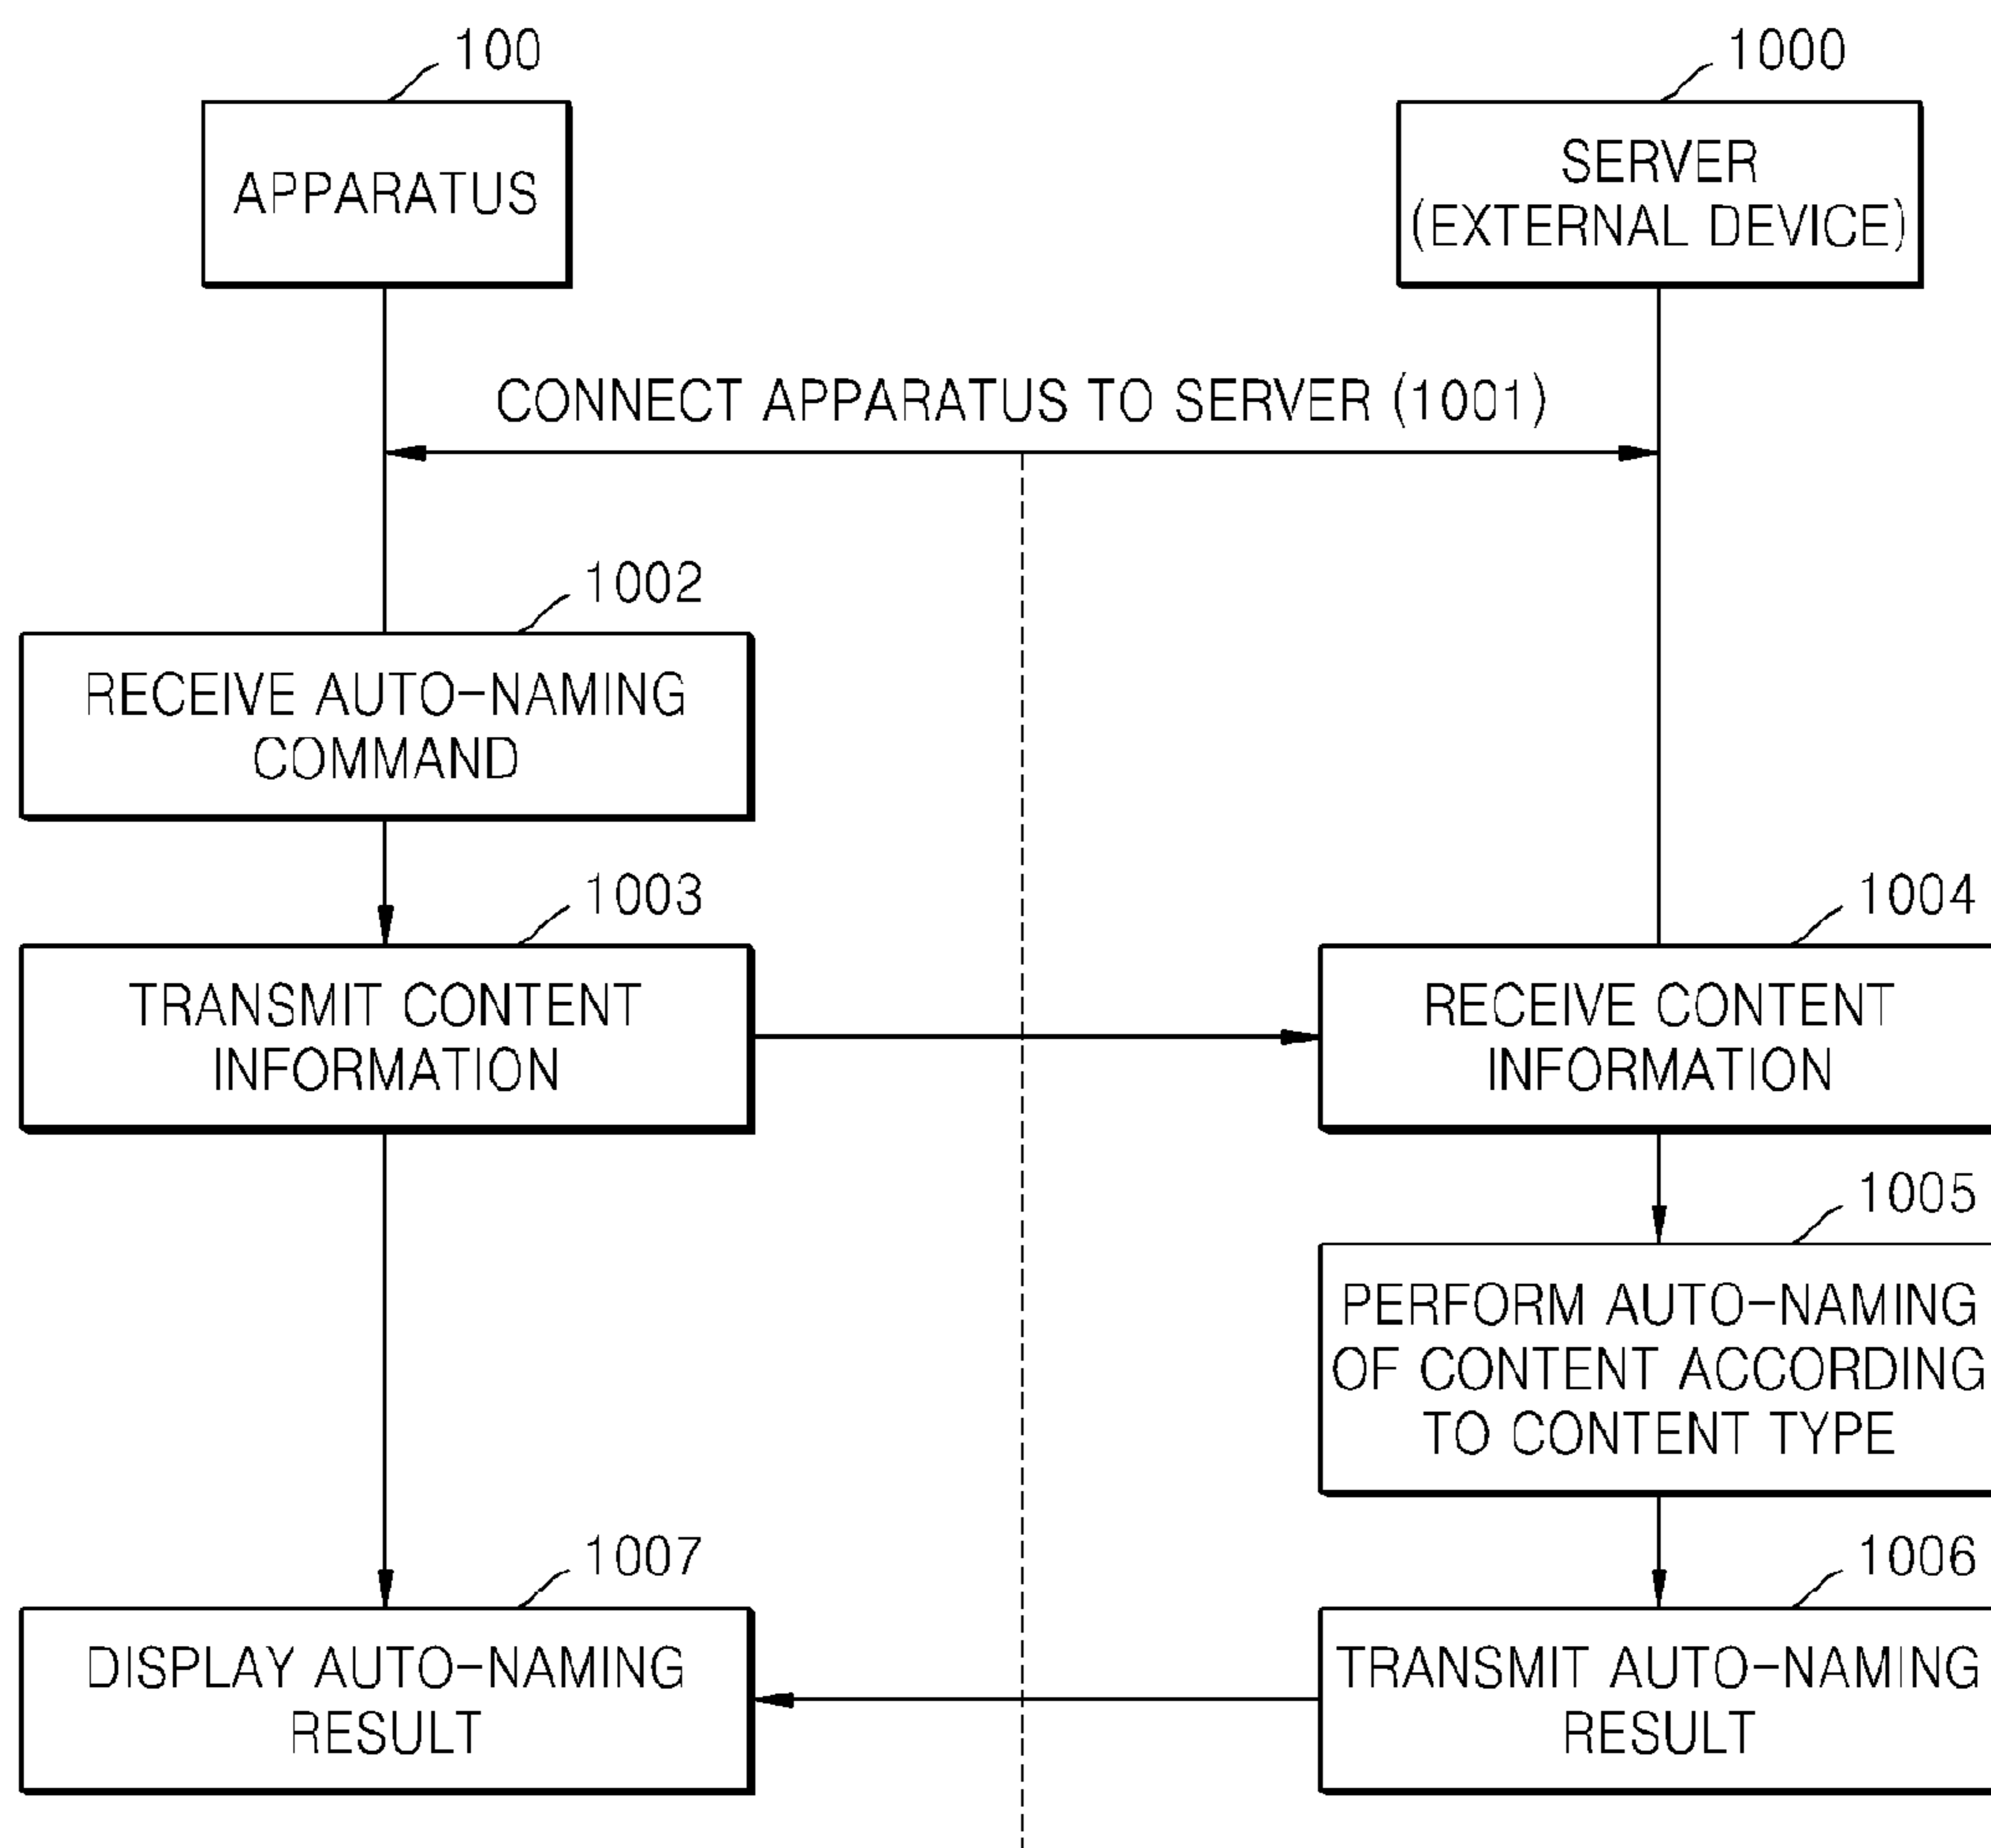 100
APPARATUS
1000
SERVER
(EXTERNAL DEVICE)
CONNECT APPARATUS TO SERVER (1001)
1002
RECEIVE AUTO-NAMING
COMMAND
1003
TRANSMIT CONTENT
INFORMATION
1004
RECEIVE CONTENT
INFORMATION
1005
PERFORM AUTO-NAMING
OF CONTENT ACCORDING
TO CONTENT TYPE
1006
TRANSMIT AUTO-NAMING
RESULT
1007
DISPLAY AUTO-NAMING
RESULT